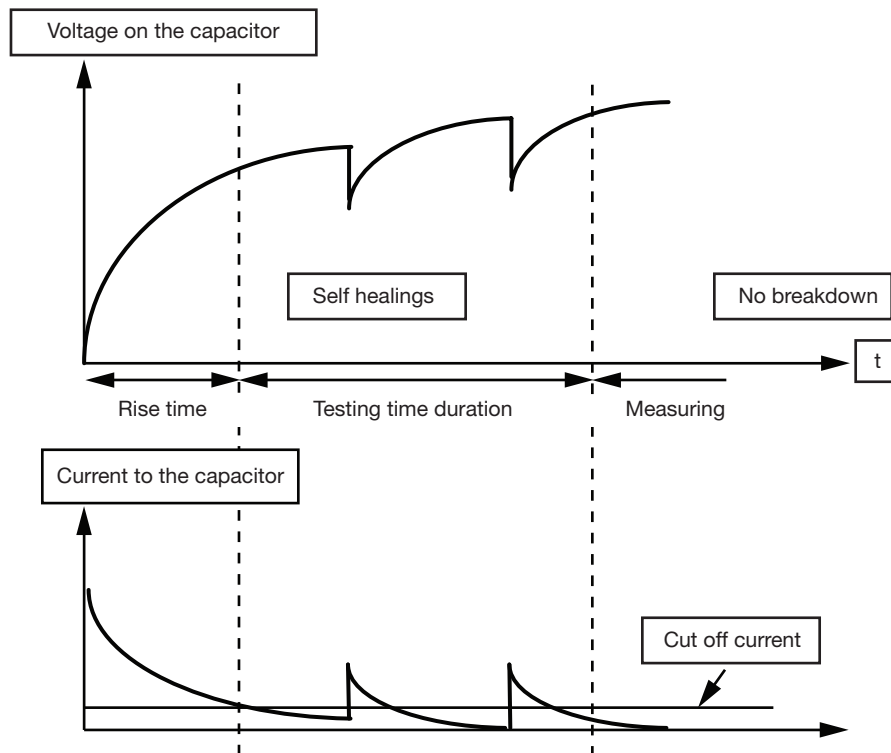 Voltage on the capacitor
Self healings
No breakdown
t
Rise time
Testing time duration
Measuring
Current to the capacitor
Cut off current